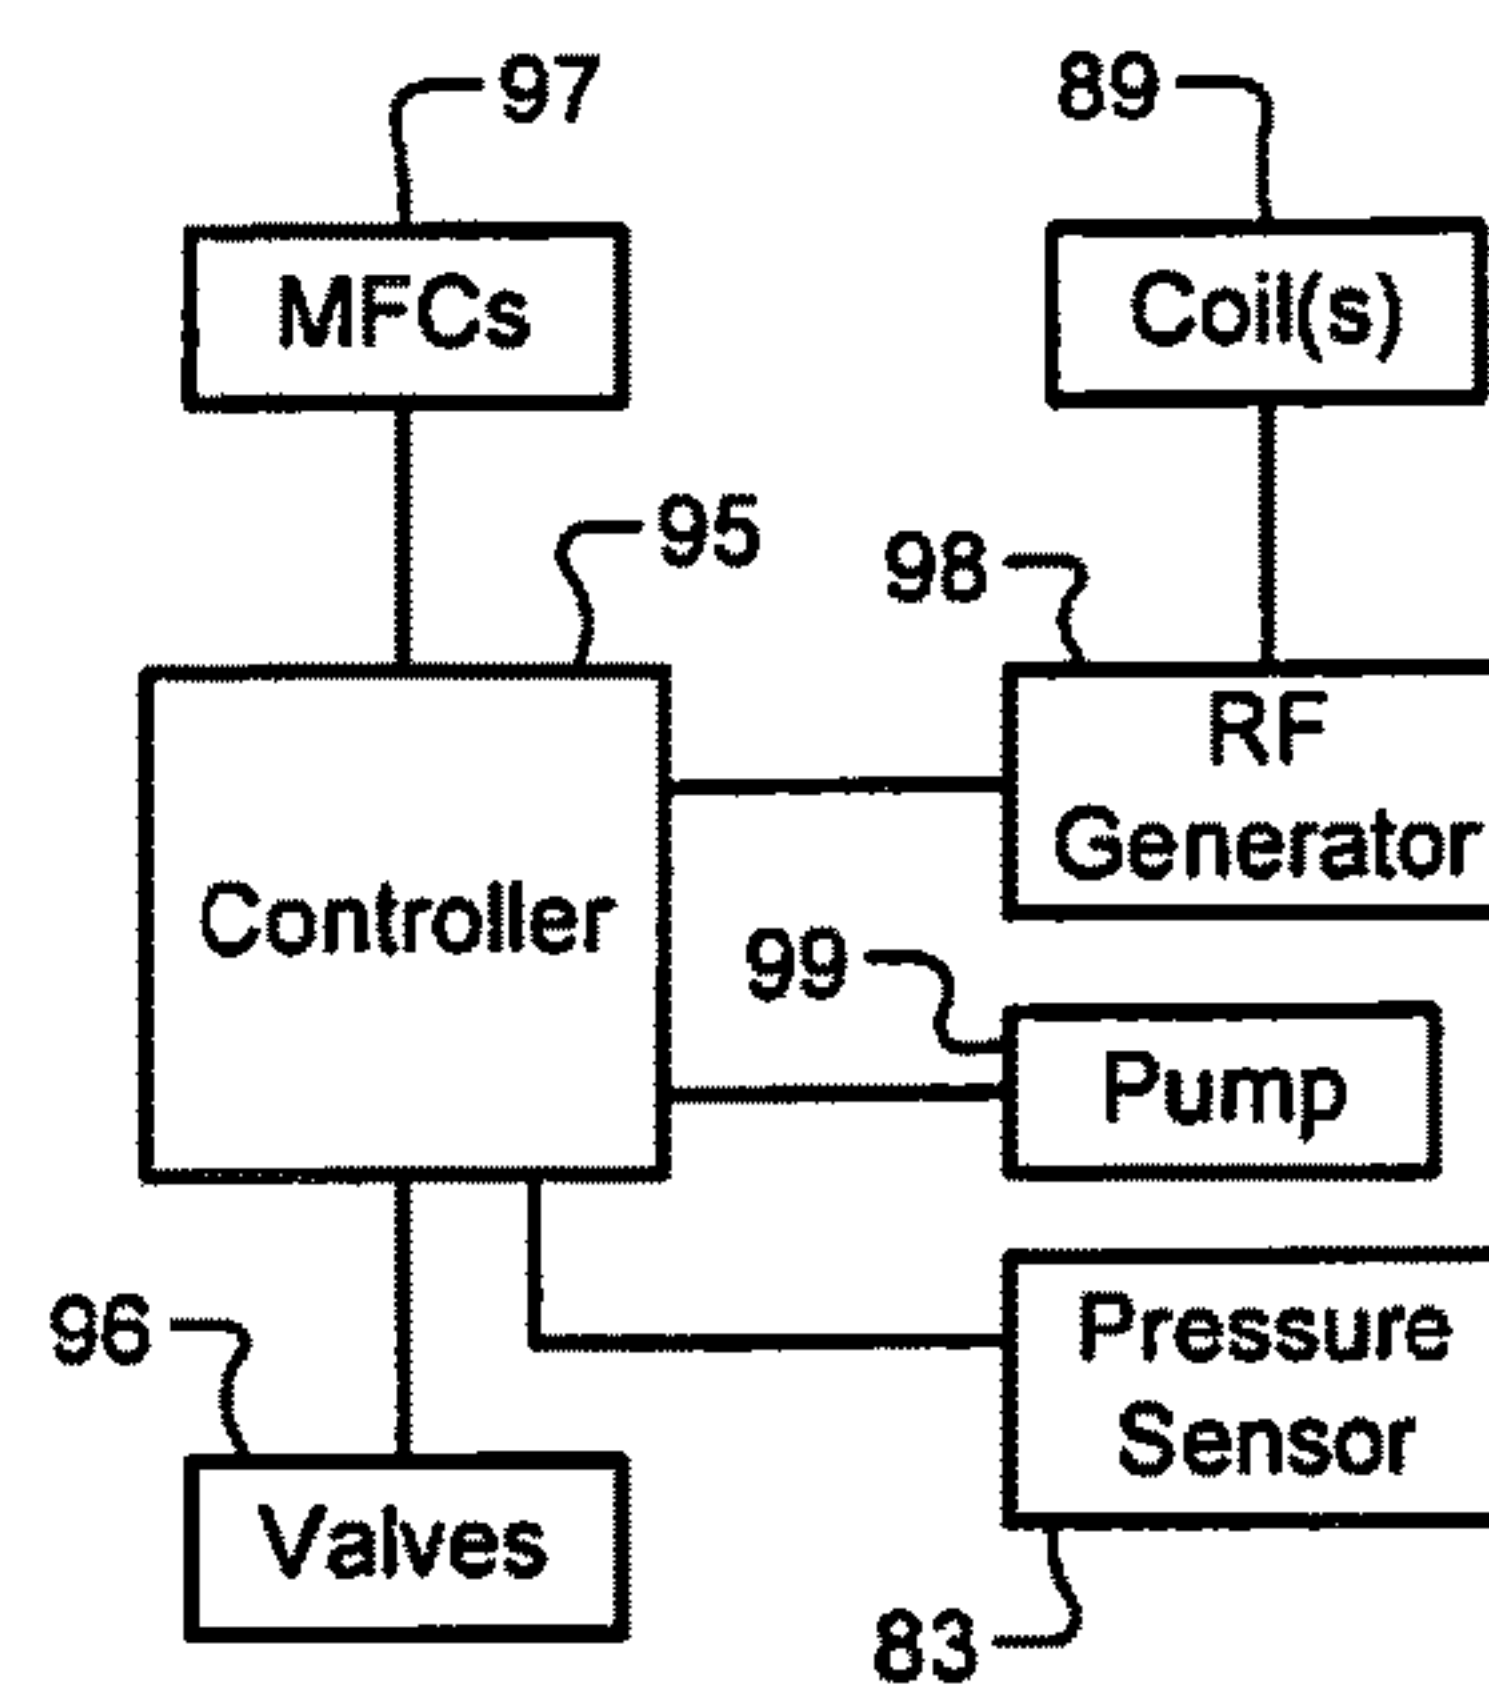 97
89
MFCs
Coil(s)
95
98
RF
Generator
Controller
99
Pump
96
Pressure
Sensor
Valves
83